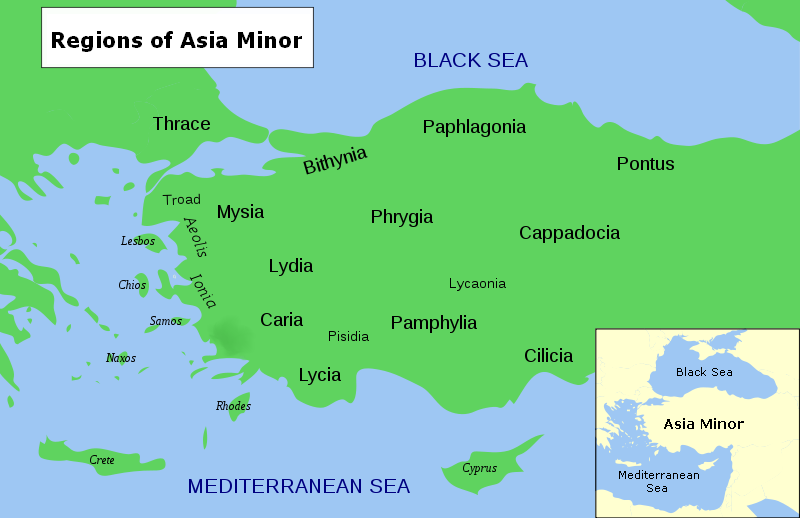 Regions of Asia Minor
BLACK SEA
Thrace
Paphlagonia
Bithynia
Pontus
Troad
Mysia
Phrygia
Aeolis
Cappadocia
Lesbos
Lydia
Chios
Ionia
Lycaonia
Samos
Caria
Pisidia
Pamphylia
Naxos
Cilicia
Lycia
Rhodes
Crete
Cyprus
MEDITERRANEAN SEA
Black Sea
Asia Minor
Mediterranean
Sea